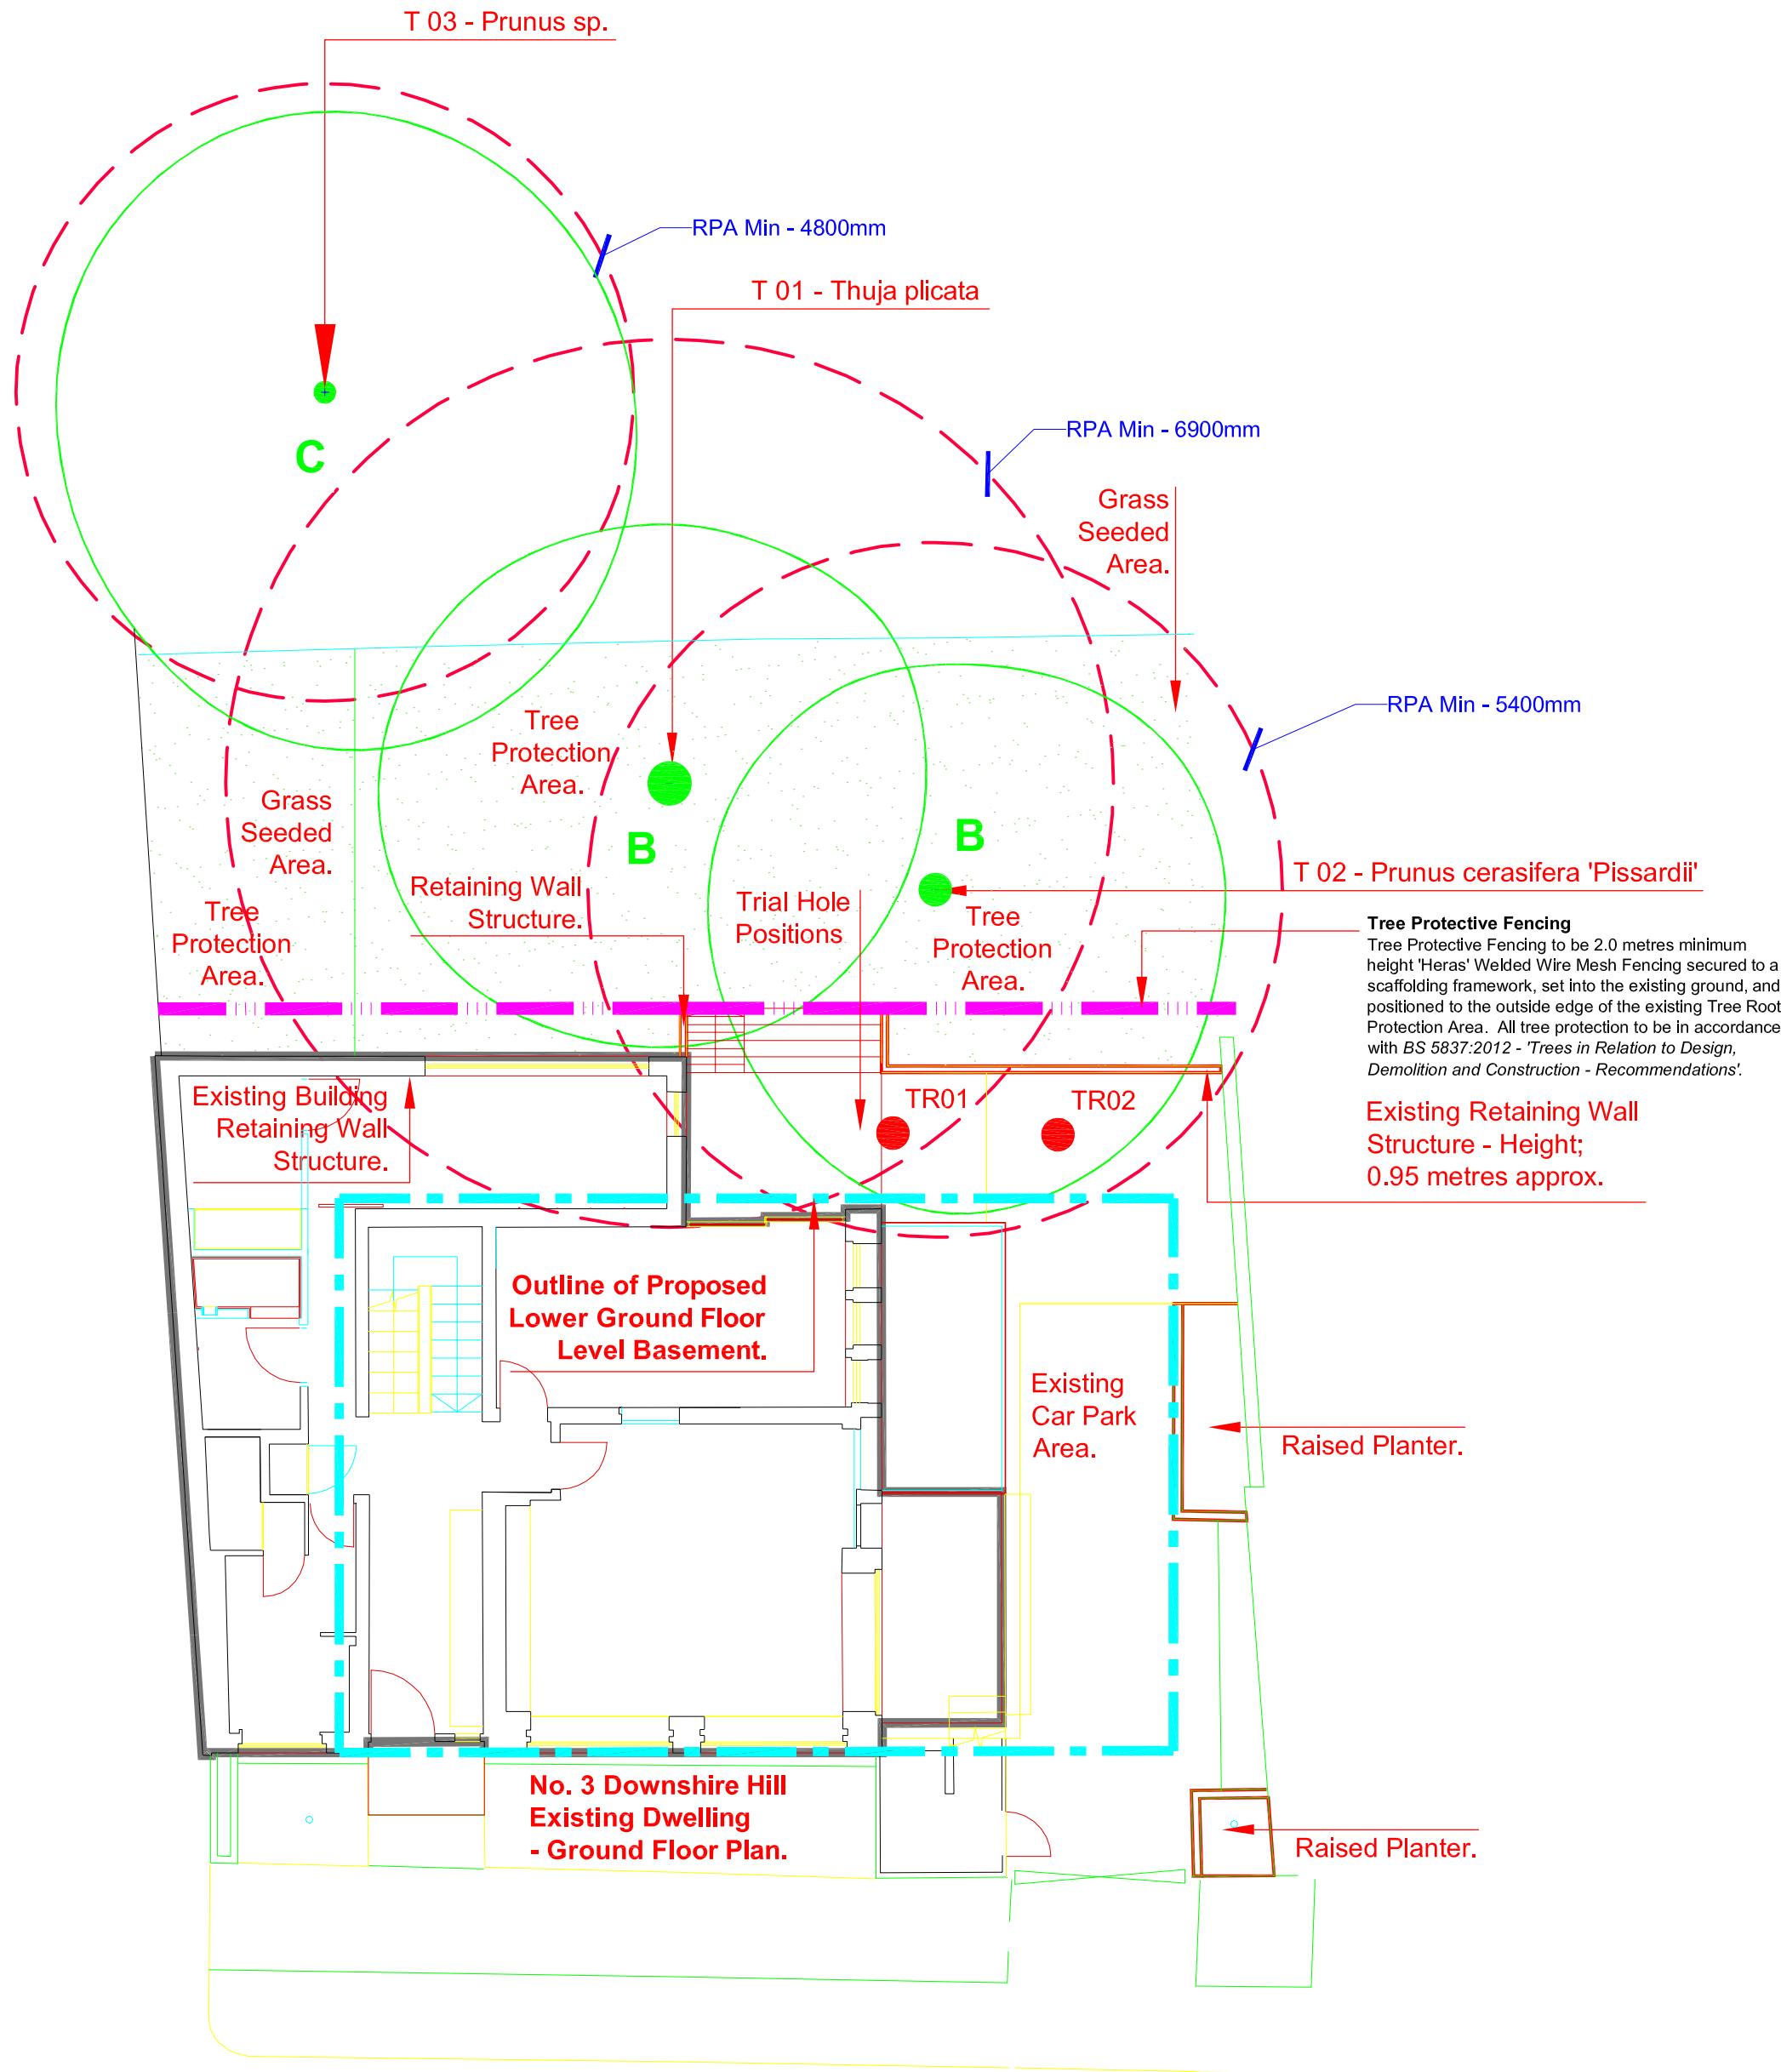 T 03 - Prunus sp.
RPA Min - 4800mm
T 01 - Thuja plicata
RPA Min - 6900mm
C
Grass
Seeded
Area.
RPA Min - 5400mm
Tree
Protection
Area.
Grass
Seeded
Area.
B
B
T 02 - Prunus cerasifera 'Pissardii'
Retaining Wall
Structure.
Trial Hole
Positions
Tree
Protection
Area.
Tree
Protection
Area.
Tree Protective Fencing
Tree Protective Fencing to be 2.0 metres minimum
height 'Heras' Welded Wire Mesh Fencing secured to a
scaffolding framework, set into the existing ground, and
positioned to the outside edge of the existing Tree Root
Protection Area. All tree protection to be in accordance
with BS 5837:2012 - 'Trees in Relation to Design,
Demolition and Construction - Recommendations'.
Existing Building
Retaining Wall
Structure.
TR01
TR02
Existing Retaining Wall
Structure - Height;
0.95 metres approx.
Outline of Proposed
Lower Ground Floor
Level Basement.
Existing
Car Park
Area.
Raised Planter.
No. 3 Downshire Hill
Existing Dwelling
- Ground Floor Plan.
Raised Planter.